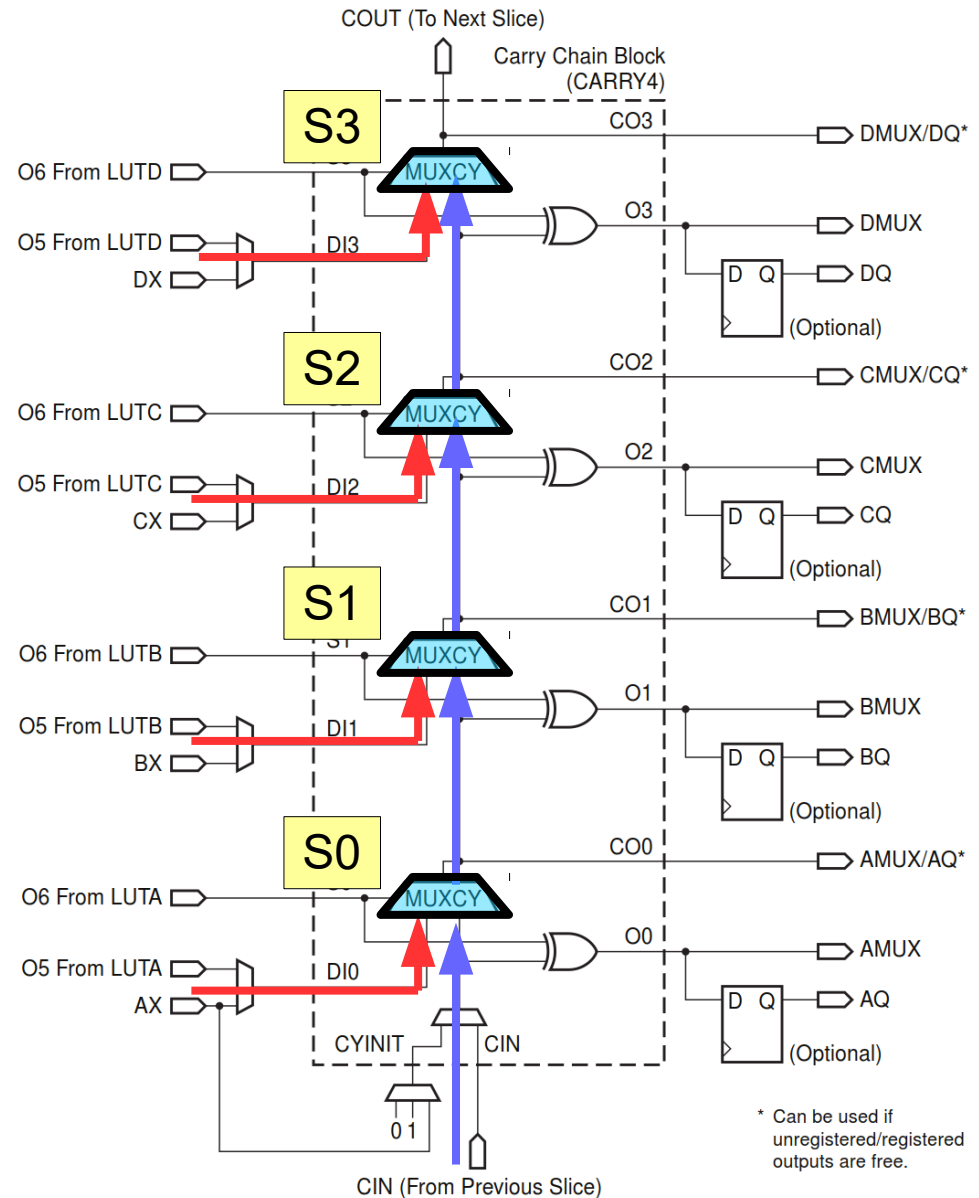 COUT (To Next Slice)
Carry Chain Block
(CARRY4)
S3
CO3
DMUX/DQ*
O6 From LUTD
MUXCY
O3
DMUX
O5 From LUTD
DI3
DX
D Q
DQ
(Optional)
S2
CO2
CMUX/CQ*
O6 From LUTC
MUXCY
O2
CMUX
O5 From LUTC
DI2
CX
D Q
CQ
(Optional)
S1
CO1
BMUX/BQ*
S1
O6 From LUTB
MUXCY
O1
BMUX
O5 From LUTB
DI1
BX
D Q
BQ
(Optional)
S0
CO0
AMUX/AQ*
O6 From LUTA
MUXCY
O0
AMUX
O5 From LUTA
DI0
AX
D Q
AQ
CYINIT
CIN
(Optional)
0 1
* Can be used if
unregistered/registered
outputs are free.
CIN (From Previous Slice)